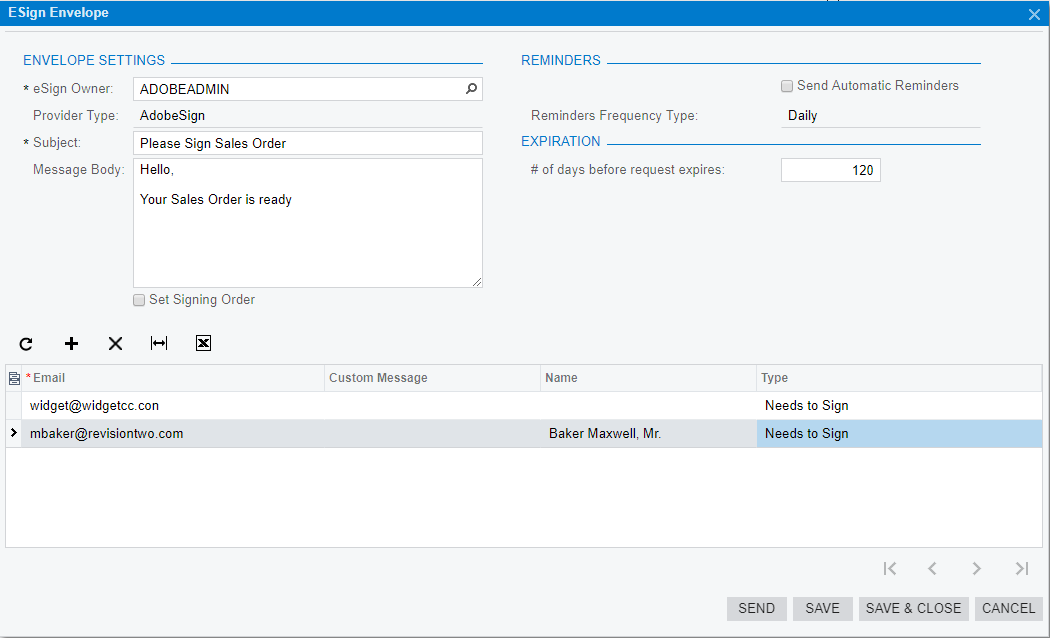 ESign Envelope
ENVELOPE SETTINGS
* eSign Owner: ADOBEADMIN
Provider Type: AdobeSign
* Subject: Please Sign Sales Order
Message Body: Hello,
Your Sales Order is ready
Set Signing Order
REMINDERS
Send Automatic Reminders
Reminders Frequency Type: Daily
EXPIRATION
# of days before request expires: 120
* Email Custom Message Name Type
widget@widgetcc.con Needs to Sign
mbaker@revisiontwo.com Baker Maxwell, Mr. Needs to Sign
SEND SAVE SAVE & CLOSE CANCEL